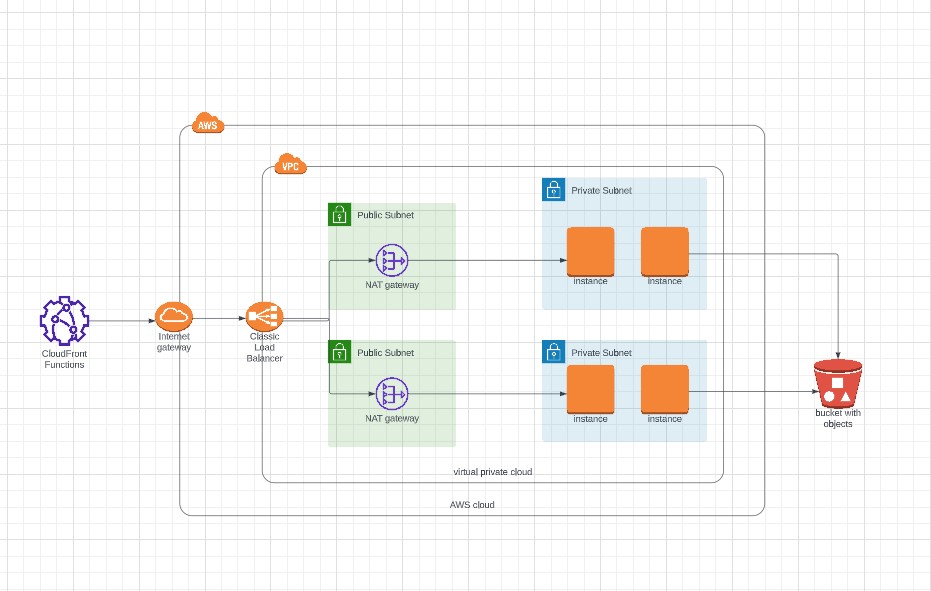 AWS
VPC
Private Subnet
Public Subnet
instance
instance
NAT gateway
CloudFront
Functions
Internet
gateway
Classic
Load
Balancer
Public Subnet
Private Subnet
NAT gateway
instance
instance
bucket with
objects
virtual private cloud
AWS cloud